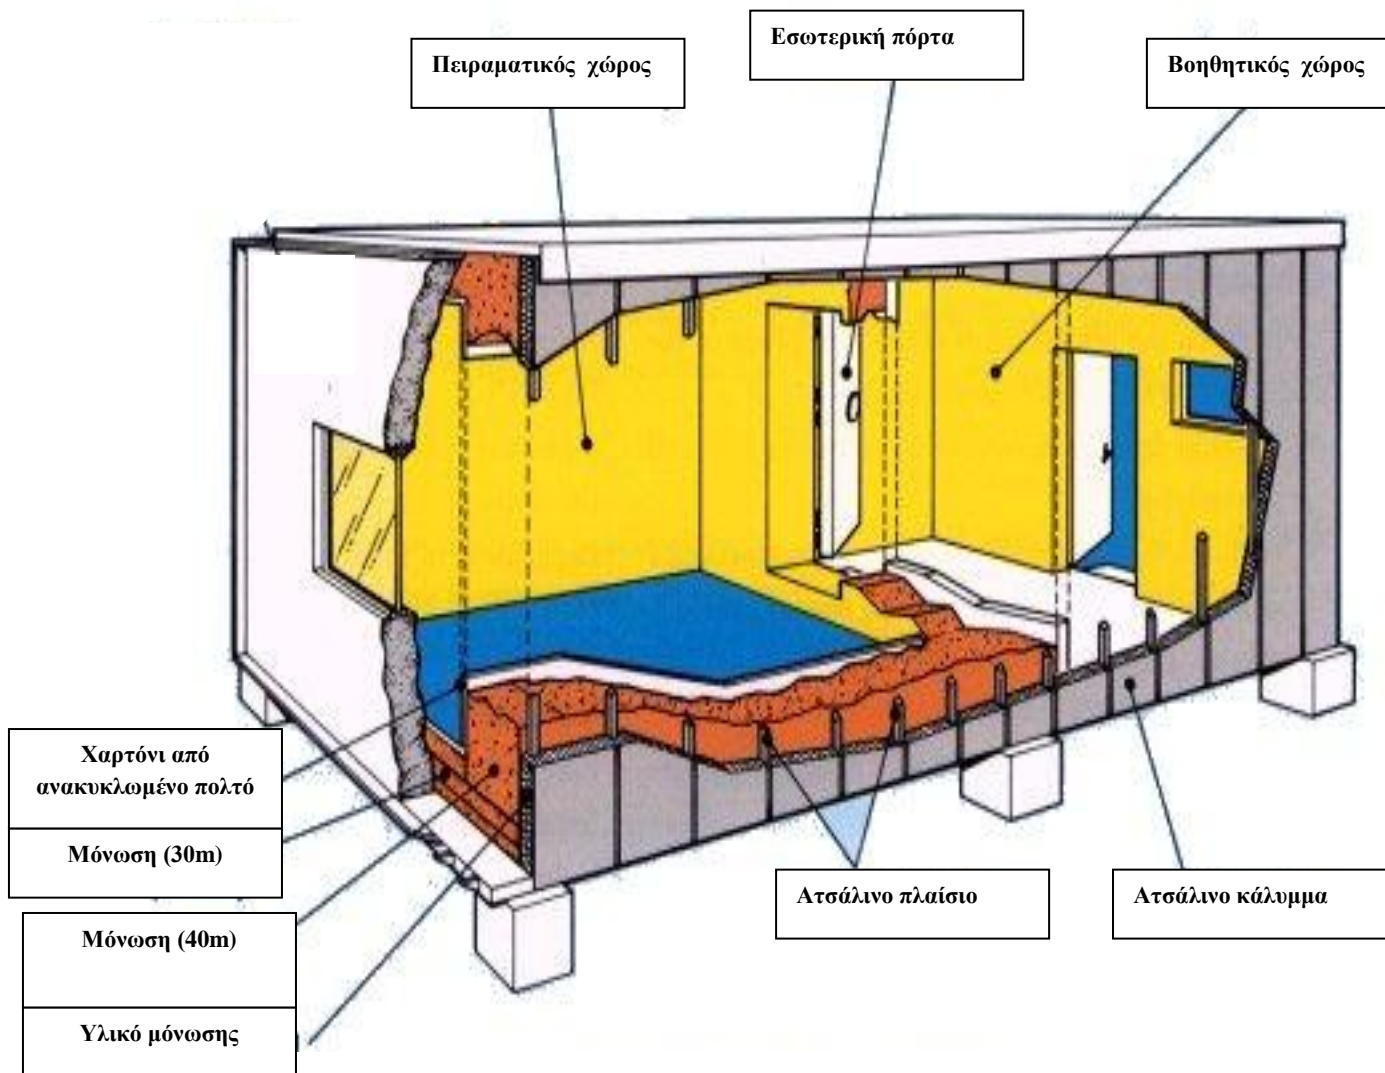 Πειραματικός χώρος
Εσωτερική πόρτα
Βοηθητικός χώρος
Χαρτόνι από
ανακυκλωμένο πολτό
Μόνωση (30m)
Μόνωση (40m)
Υλικό μόνωσης
Ατσάλινο πλαίσιο
Ατσάλινο κάλυμμα